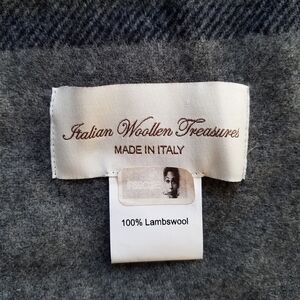 Italian Woollen Treasures
MADE IN ITALY
100% Lambswool